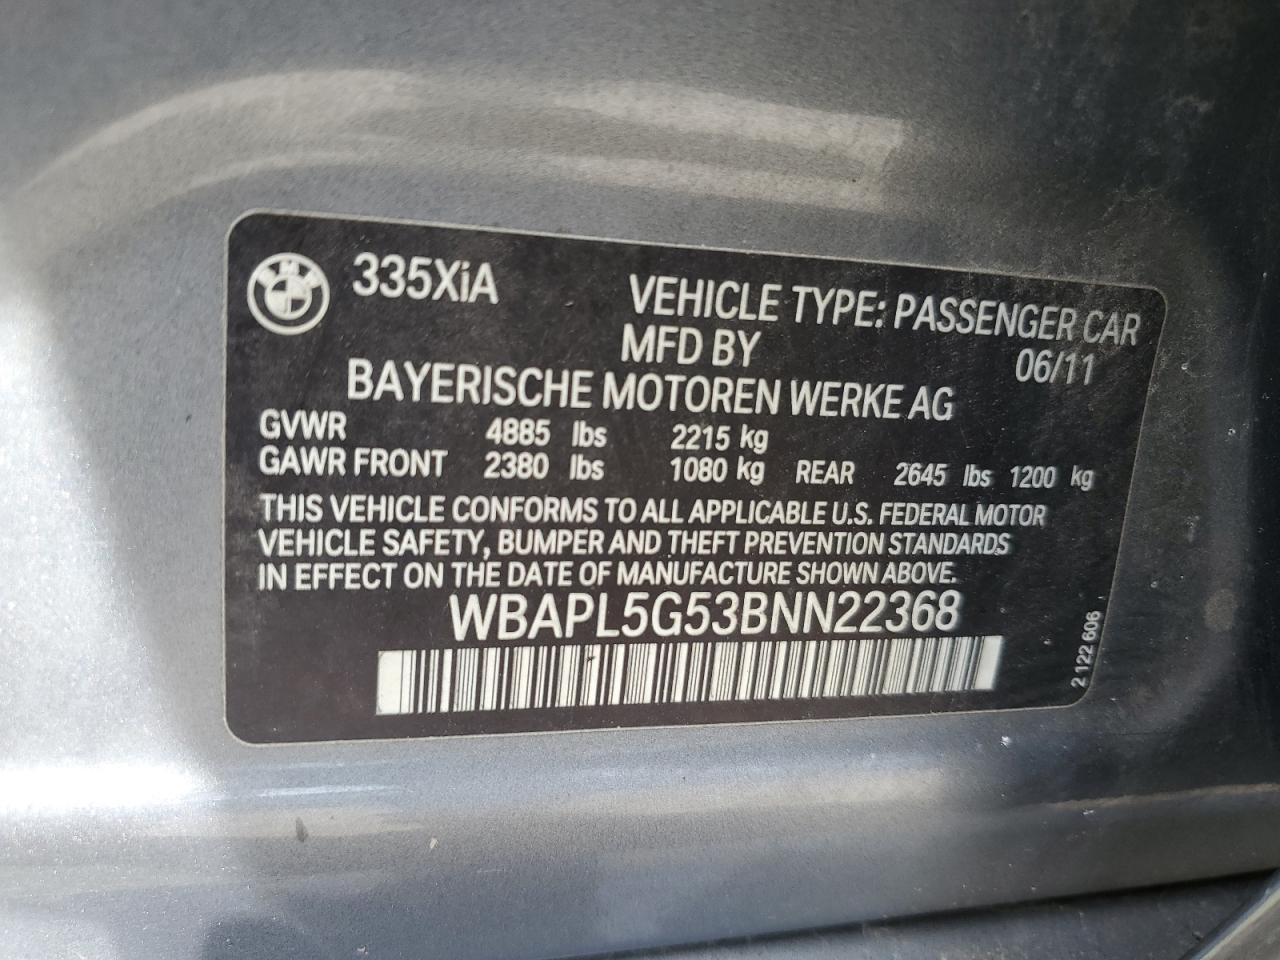 335XiA
VEHICLE TYPE: PASSENGER CAR
MFD BY 06/11
BAYERISCHE MOTOREN WERKE AG
GVWR 4885 lbs 2215 kg
GAWR FRONT 2380 lbs 1080 kg REAR 2645 lbs 1200 kg
THIS VEHICLE CONFORMS TO ALL APPLICABLE U.S. FEDERAL MOTOR
VEHICLE SAFETY, BUMPER AND THEFT PREVENTION STANDARDS
IN EFFECT ON THE DATE OF MANUFACTURE SHOWN ABOVE.
WBAPL5G53BNN22368
2 122 606